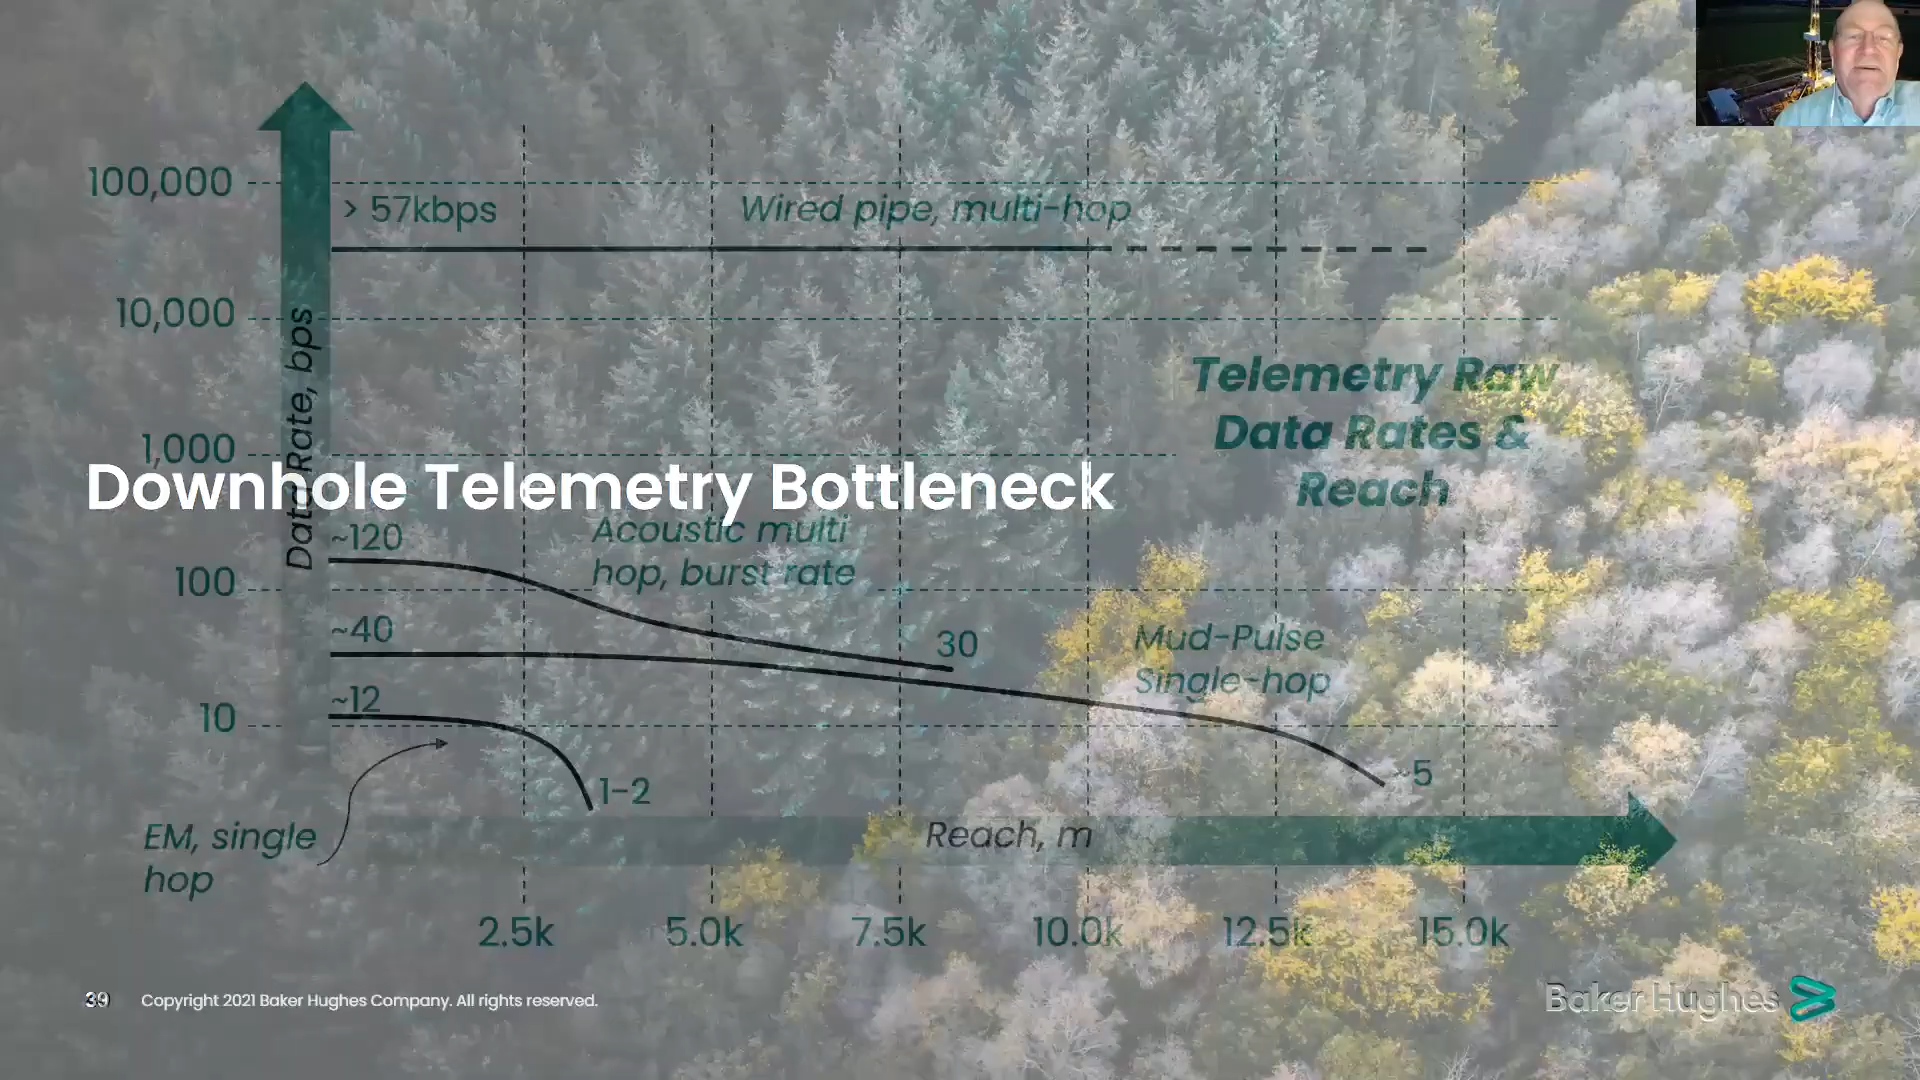 100,000
> 57kbps
Wired pipe, multi-hop
10,000
Data Rate, bps
Telemetry Raw
Data Rates &
Reach
1,000
Downhole Telemetry Bottleneck
~120
Acoustic multi
hop, burst rate
100
~40
30
Mud-Pulse
Single-hop
~12
10
1-2
5
EM, single
hop
Reach, m
2.5k
5.0k
7.5k
10.0k
12.5k
15.0k
Copyright 2021 Baker Hughes Company. All rights reserved.
Baker Hughes